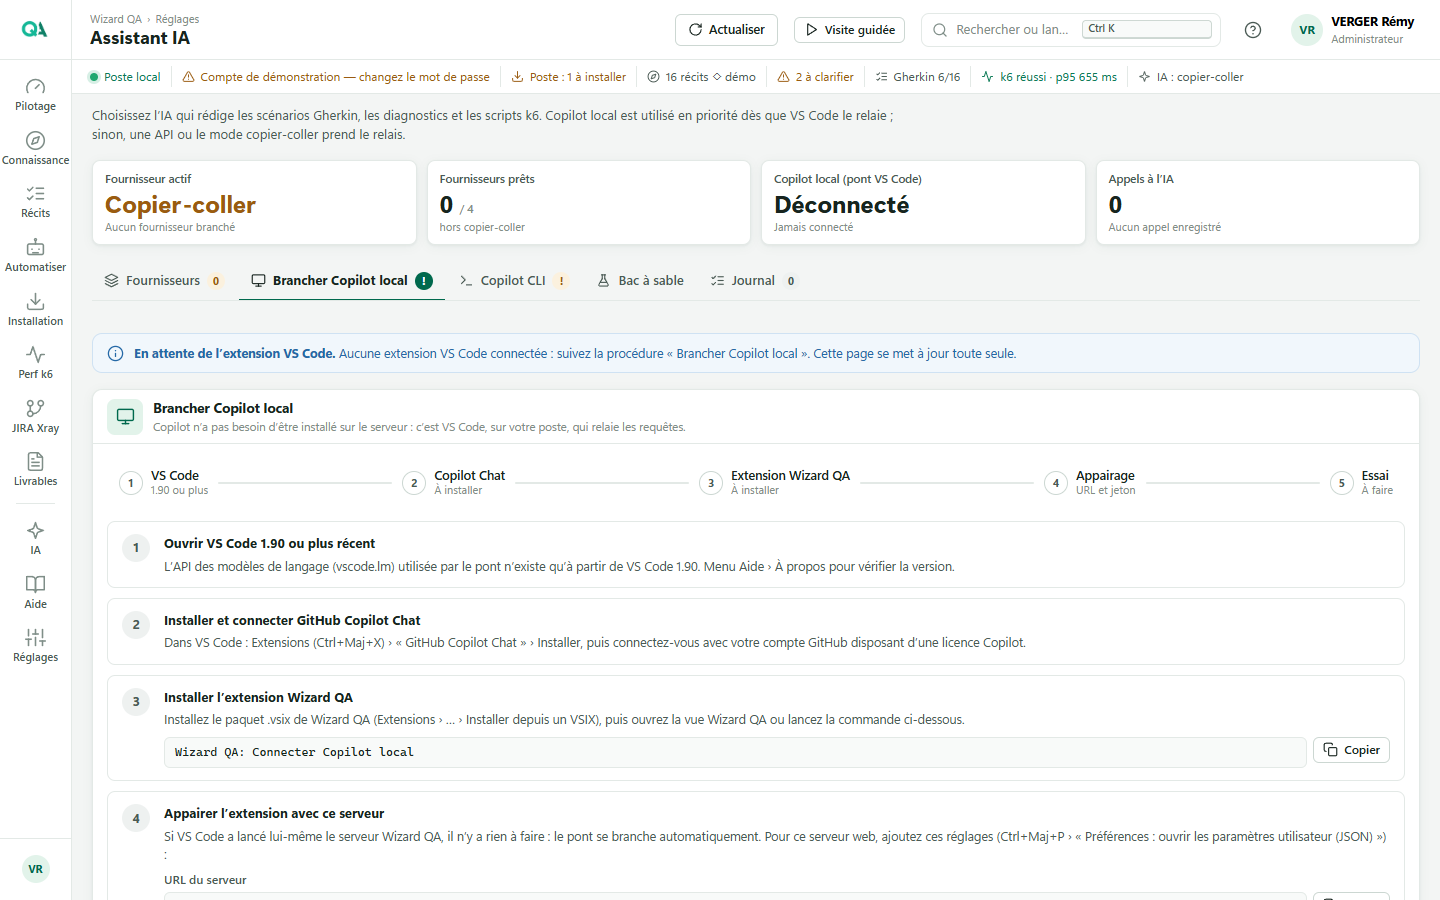 QA
Wizard QA › Réglages
Assistant IA
Actualiser
Visite guidée
Rechercher ou lan...
Ctrl K
VR
VERGER Rémy
Administrateur
Poste local
Compte de démonstration — changez le mot de passe
Poste : 1 à installer
16 récits ◇ démo
2 à clarifier
Gherkin 6/16
k6 réussi · p95 655 ms
IA : copier-coller
Pilotage
Connaissance
Récits
Automatiser
Installation
Perf k6
JIRA Xray
Livrables
IA
Aide
Réglages
VR
Choisissez l’IA qui rédige les scénarios Gherkin, les diagnostics et les scripts k6. Copilot local est utilisé en priorité dès que VS Code le relaie ;
sinon, une API ou le mode copier-coller prend le relais.
Fournisseur actif
Copier-coller
Aucun fournisseur branché
Fournisseurs prêts
0 / 4
hors copier-coller
Copilot local (pont VS Code)
Déconnecté
Jamais connecté
Appels à l’IA
0
Aucun appel enregistré
Fournisseurs 0
Brancher Copilot local !
Copilot CLI !
Bac à sable
Journal 0
En attente de l’extension VS Code. Aucune extension VS Code connectée : suivez la procédure « Brancher Copilot local ». Cette page se met à jour toute seule.
Brancher Copilot local
Copilot n’a pas besoin d’être installé sur le serveur : c’est VS Code, sur votre poste, qui relaie les requêtes.
1
VS Code
1.90 ou plus
2
Copilot Chat
À installer
3
Extension Wizard QA
À installer
4
Appairage
URL et jeton
5
Essai
À faire
1
Ouvrir VS Code 1.90 ou plus récent
L’API des modèles de langage (vscode.lm) utilisée par le pont n’existe qu’à partir de VS Code 1.90. Menu Aide › À propos pour vérifier la version.
2
Installer et connecter GitHub Copilot Chat
Dans VS Code : Extensions (Ctrl+Maj+X) › « GitHub Copilot Chat » › Installer, puis connectez-vous avec votre compte GitHub disposant d’une licence Copilot.
3
Installer l’extension Wizard QA
Installez le paquet .vsix de Wizard QA (Extensions › … › Installer depuis un VSIX), puis ouvrez la vue Wizard QA ou lancez la commande ci-dessous.
Wizard QA: Connecter Copilot local
Copier
4
Appairer l’extension avec ce serveur
Si VS Code a lancé lui-même le serveur Wizard QA, il n’y a rien à faire : le pont se branche automatiquement. Pour ce serveur web, ajoutez ces réglages (Ctrl+Maj+P › « Préférences : ouvrir les paramètres utilisateur (JSON) »)
:
URL du serveur